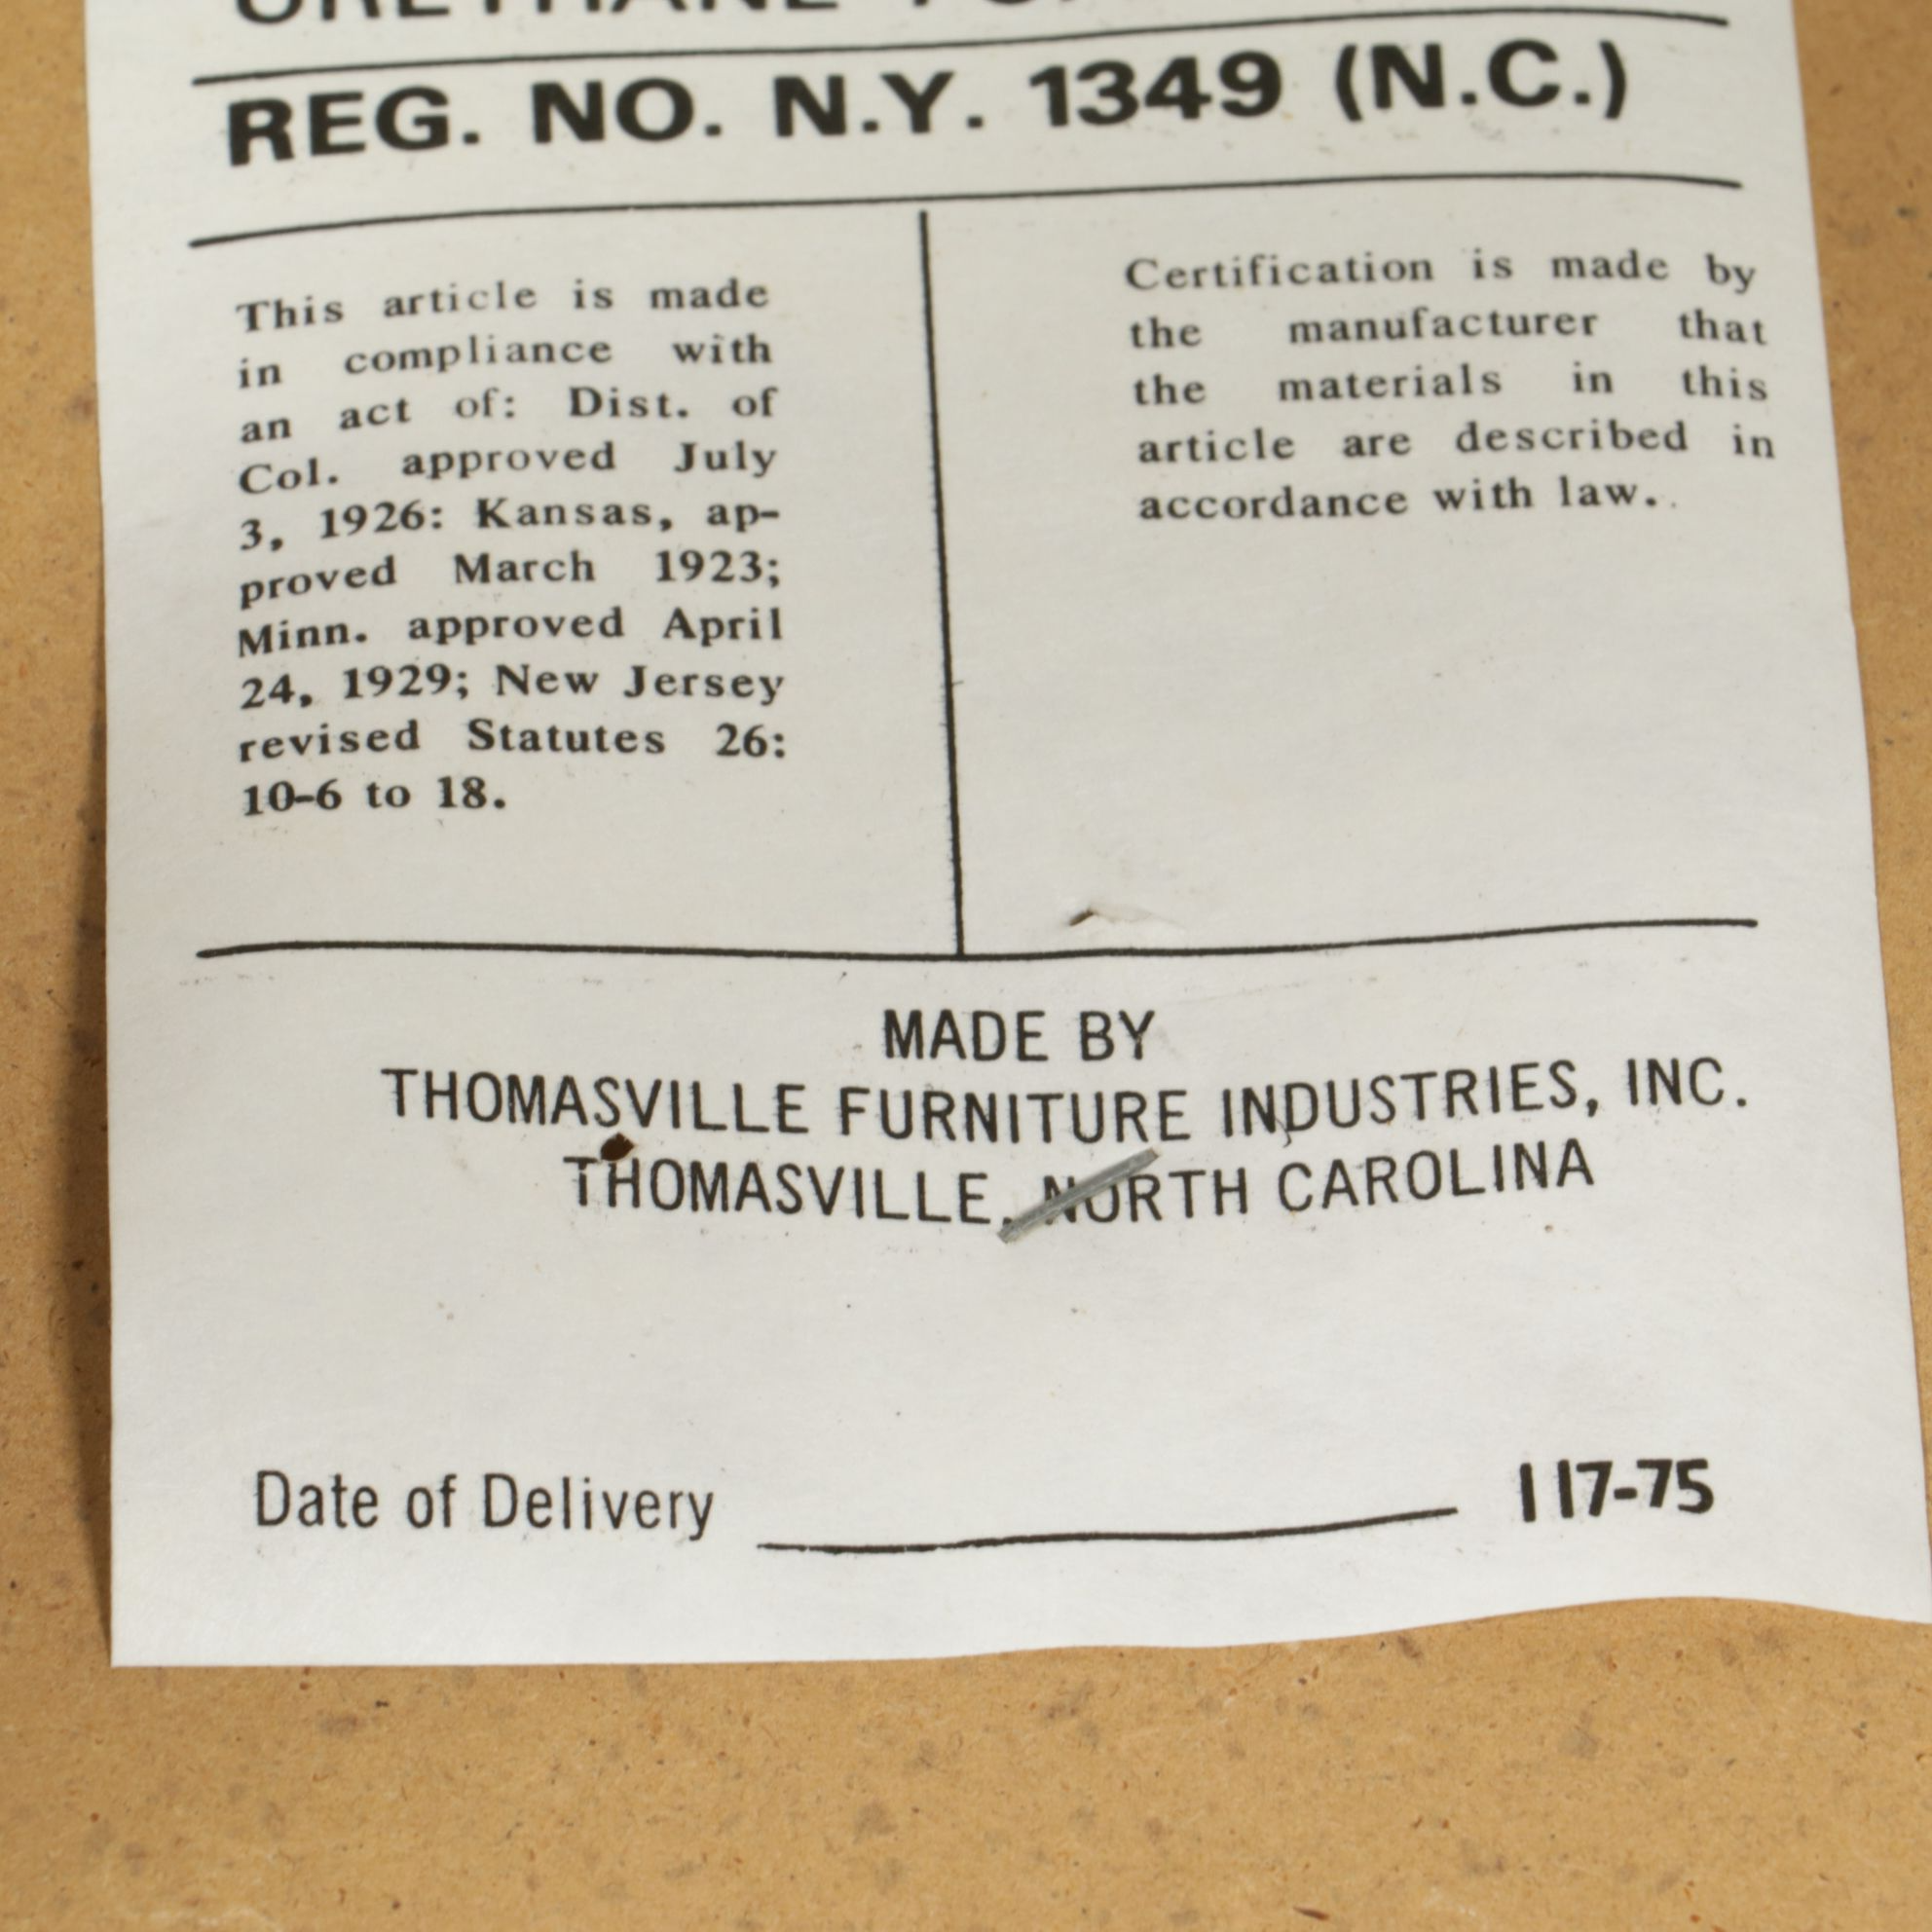 URETHANE
REG. NO. N.Y. 1349 (N.C.)
This article is made
in compliance with
an act of: Dist. of
Col. approved July
3, 1926: Kansas, ap-
proved March 1923;
Minn. approved April
24, 1929; New Jersey
revised Statutes 26:
10-6 to 18.
Certification is made by
the manufacturer that
the materials in this
article are described in
accordance with law.
MADE BY
THOMASVILLE FURNITURE INDUSTRIES, INC.
THOMASVILLE, NORTH CAROLINA
Date of Delivery 1 17-75